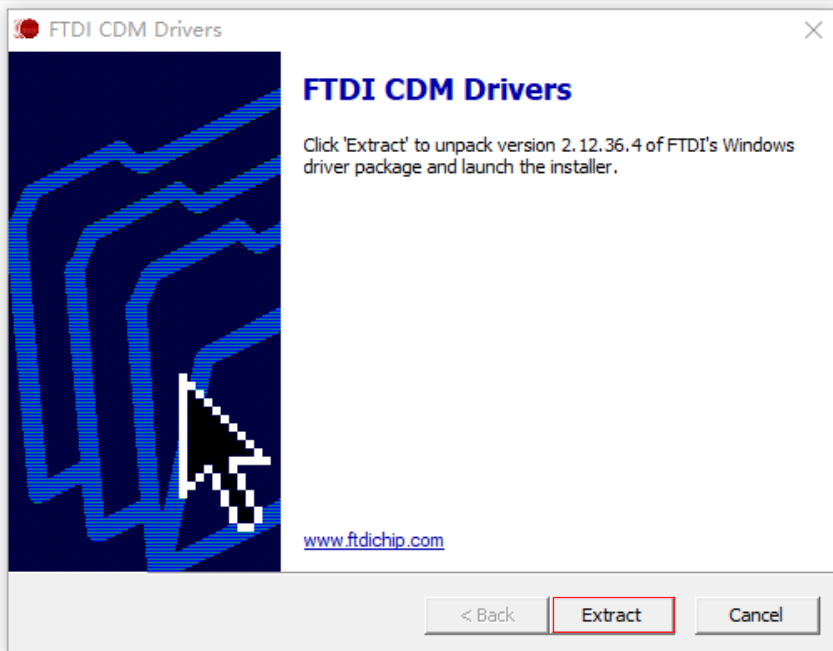 FTDI CDM Drivers
FTDI CDM Drivers
Click 'Extract' to unpack version 2.12.36.4 of FTDI's Windows
driver package and launch the installer.
www.ftdichip.com
< Back Extract Cancel